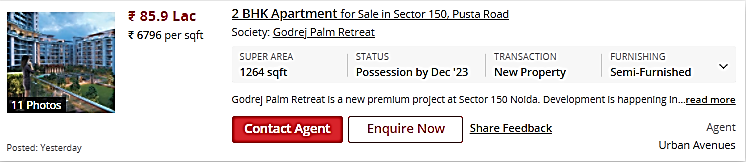 ₹ 85.9 Lac
₹ 6796 per sqft
11 Photos
Posted: Yesterday
2 BHK Apartment for Sale in Sector 150, Pusta Road
Society: Godrej Palm Retreat
SUPER AREA
1264 sqft
STATUS
Possession by Dec '23
TRANSACTION
New Property
FURNISHING
Semi-Furnished
Godrej Palm Retreat is a new premium project at Sector 150 Noida. Development is happening in...read more
Contact Agent
Enquire Now
Share Feedback
Agent
Urban Avenues